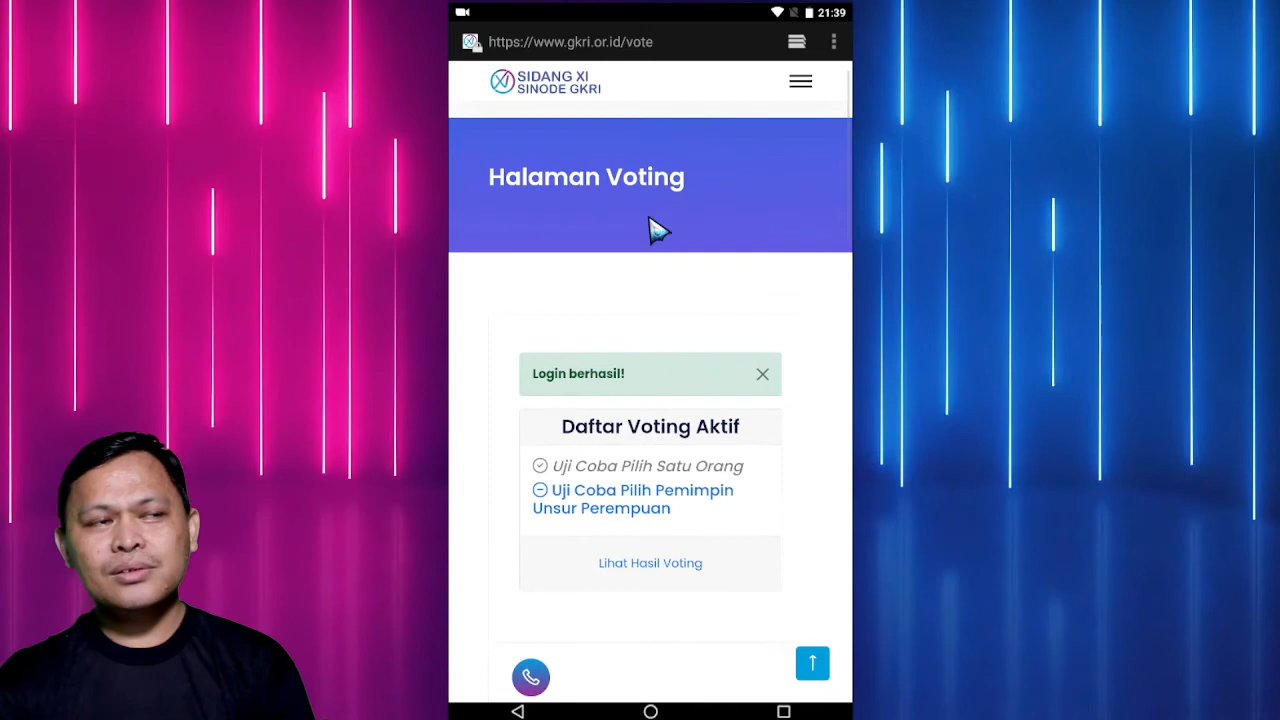 21:39
https://www.gkri.or.id/vote
SIDANG XI
SINODE GKRI
Halaman Voting
Login berhasil!
Daftar Voting Aktif
Uji Coba Pilih Satu Orang
Uji Coba Pilih Pemimpin
Unsur Perempuan
Lihat Hasil Voting